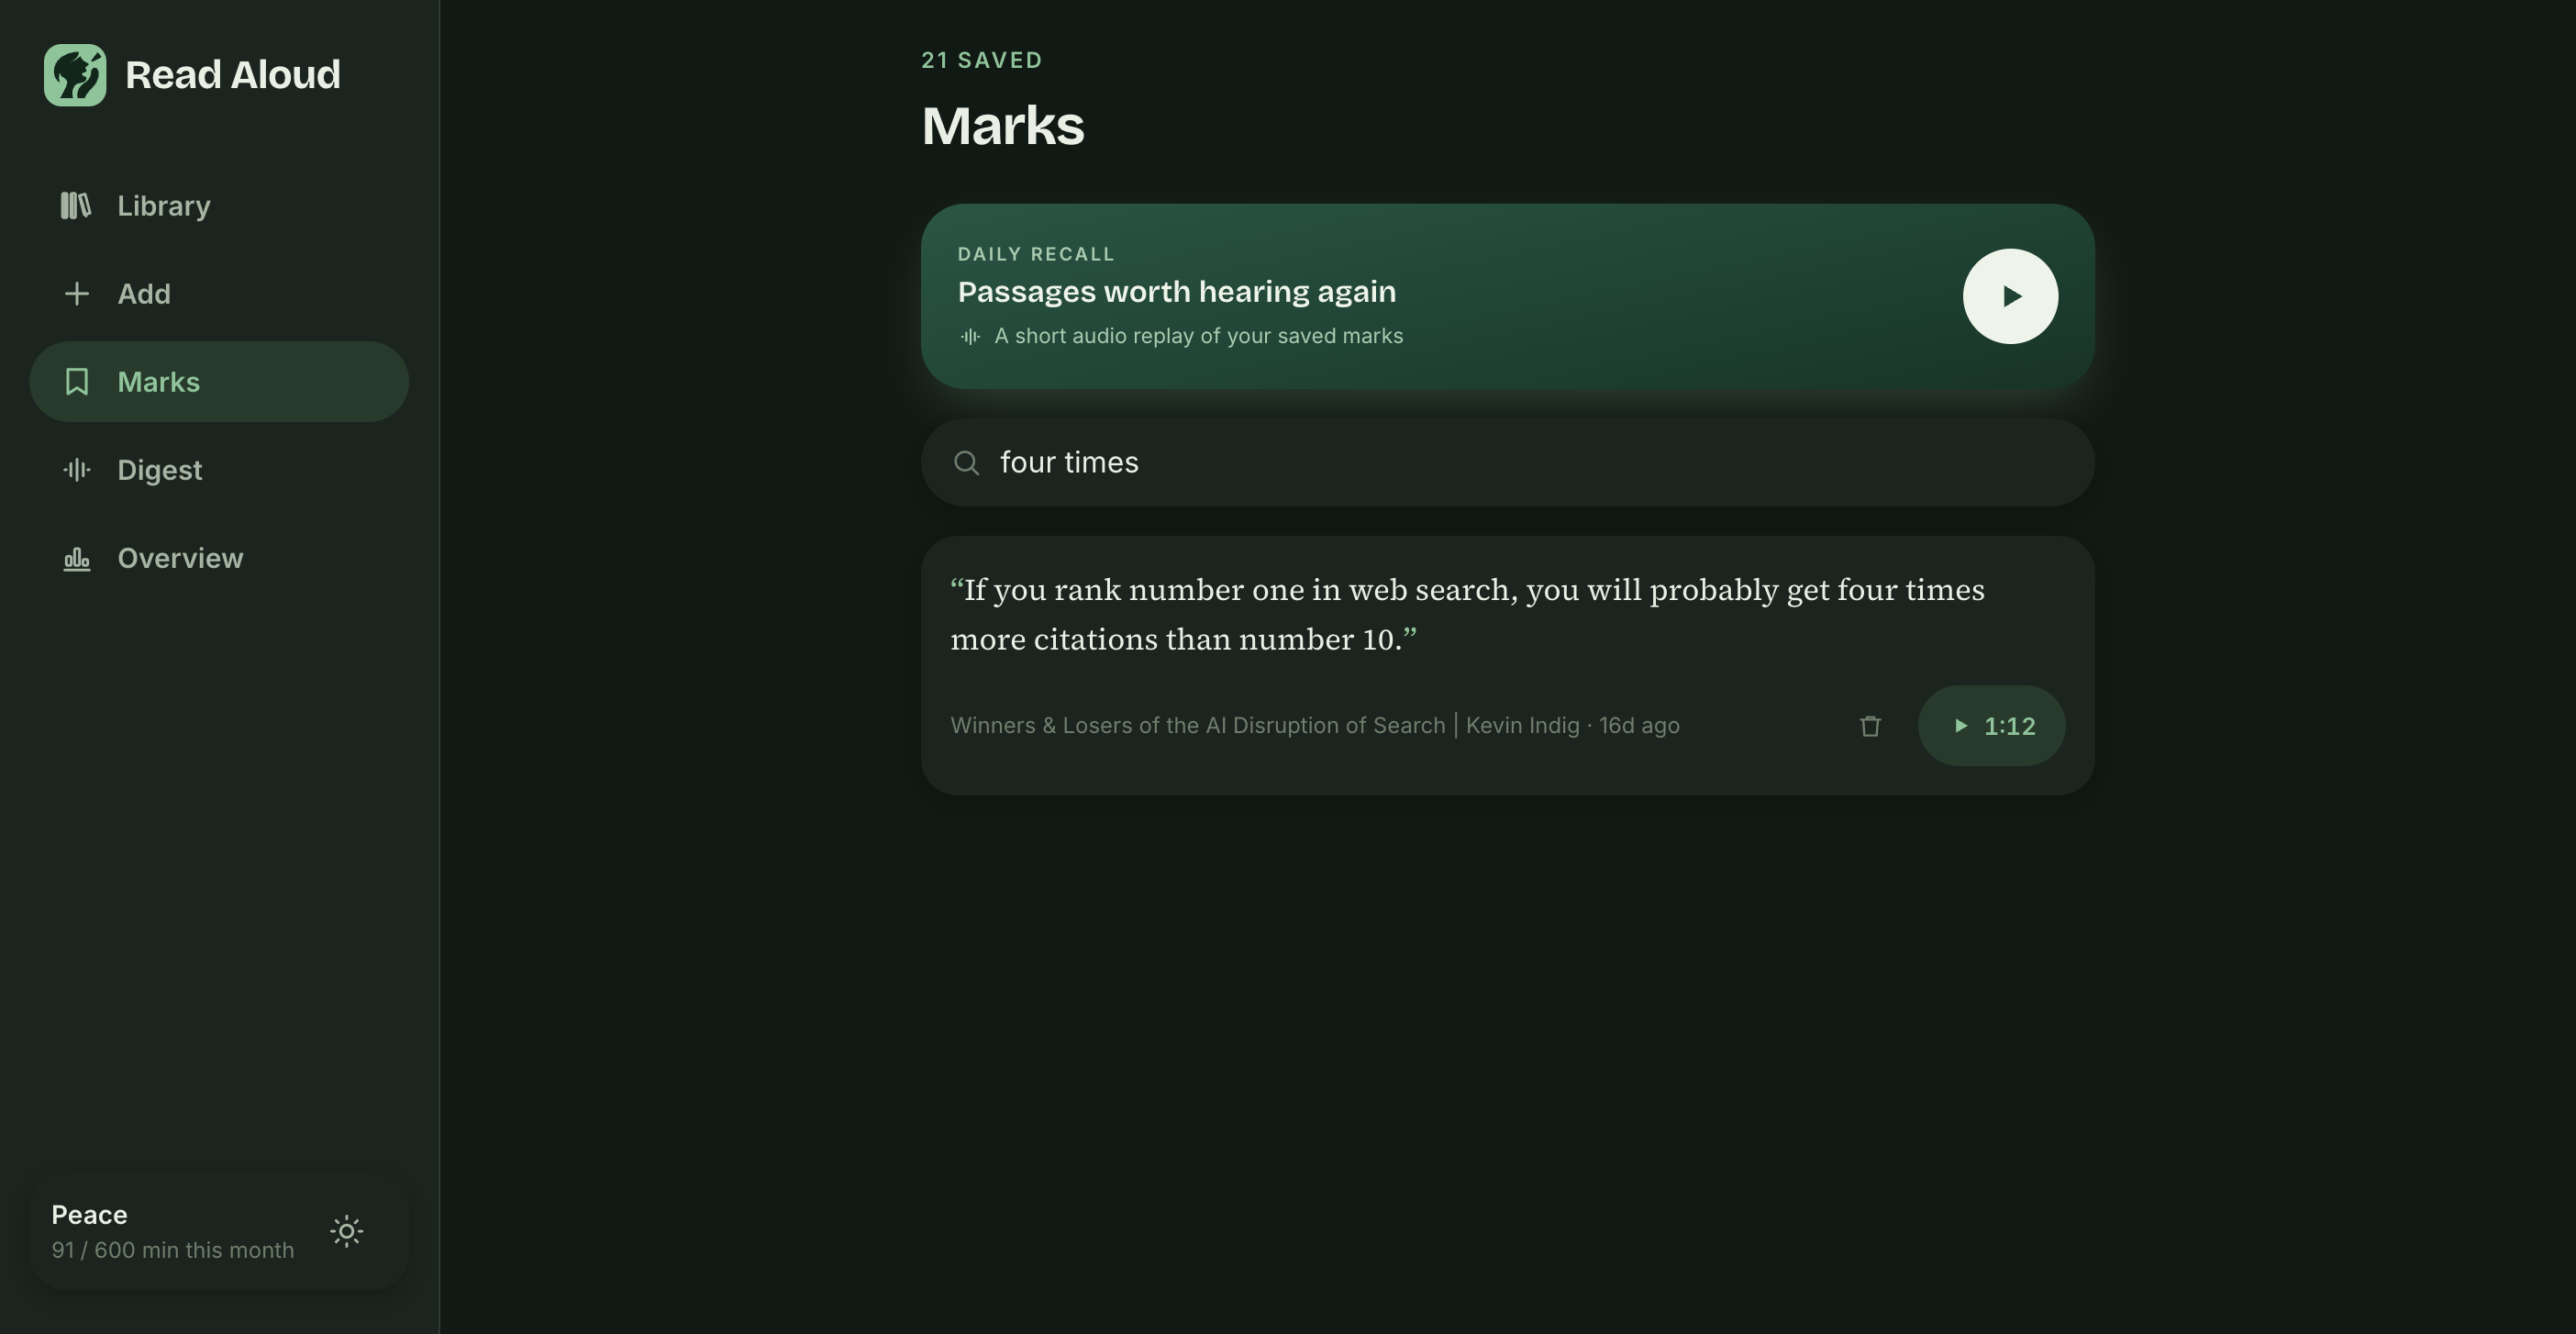 Read Aloud
Library
Add
Marks
Digest
Overview
Peace
91 / 600 min this month
21 SAVED
Marks
DAILY RECALL
Passages worth hearing again
A short audio replay of your saved marks
four times
“If you rank number one in web search, you will probably get four times
more citations than number 10.”
Winners & Losers of the AI Disruption of Search | Kevin Indig · 16d ago
1:12